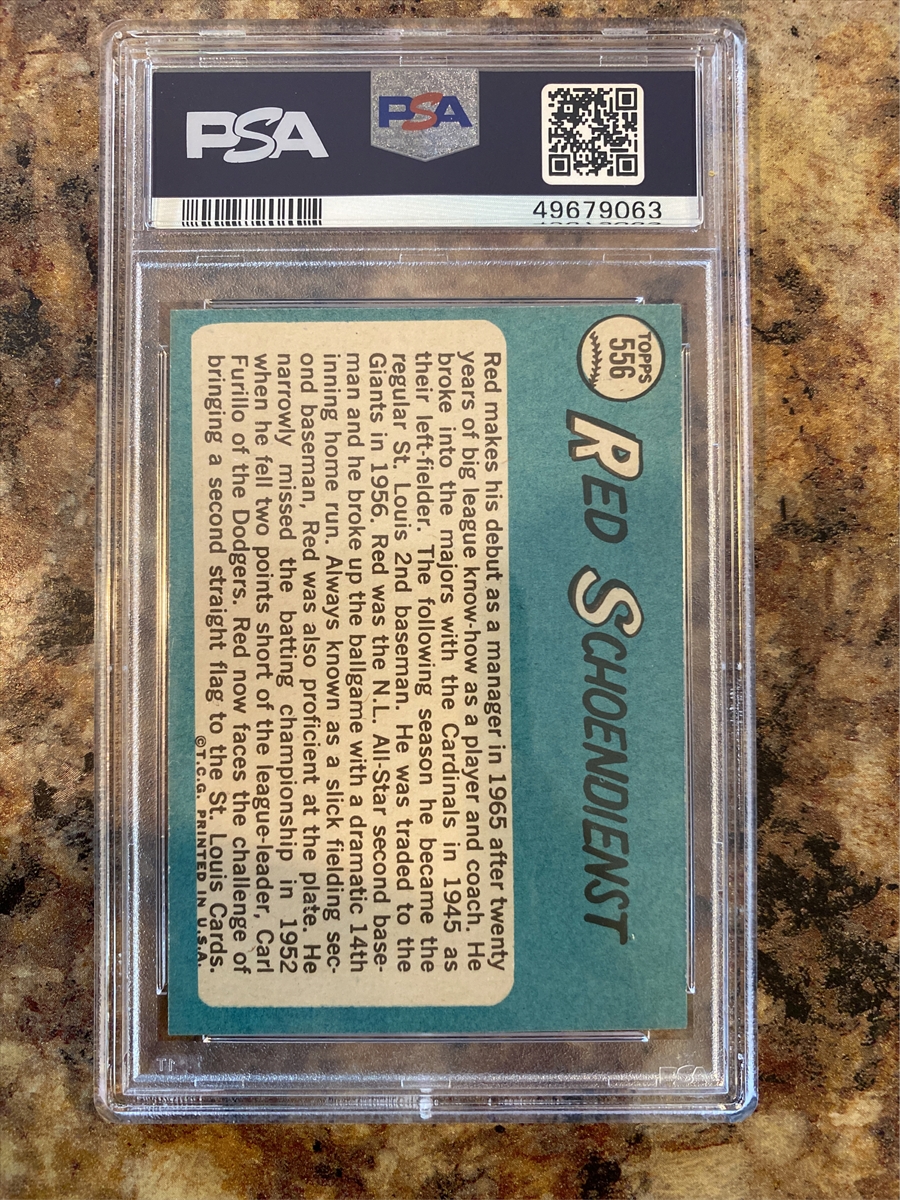 PSA
PSA
49679063
TOPPS
556
RED SCHOENDIENST
Red makes his debut as a manager in 1965 after twenty
years of big league know-how as a player and coach. He
broke into the majors with the Cardinals in 1945 as
their left-fielder. The following season he became the
regular St. Louis 2nd baseman. He was traded to the
Giants in 1956. Red was the N.L. All-Star second base-
man and he broke up the ballgame with a dramatic 14th
inning home run. Always known as a slick fielding sec-
ond baseman, Red was also proficient at the plate. He
narrowly missed the batting championship in 1952
when he fell two points short of the league-leader, Carl
Furillo of the Dodgers. Red now faces the challenge of
bringing a second straight flag to the St. Louis Cards.
©T.C.G. PRINTED IN U.S.A.
PSA